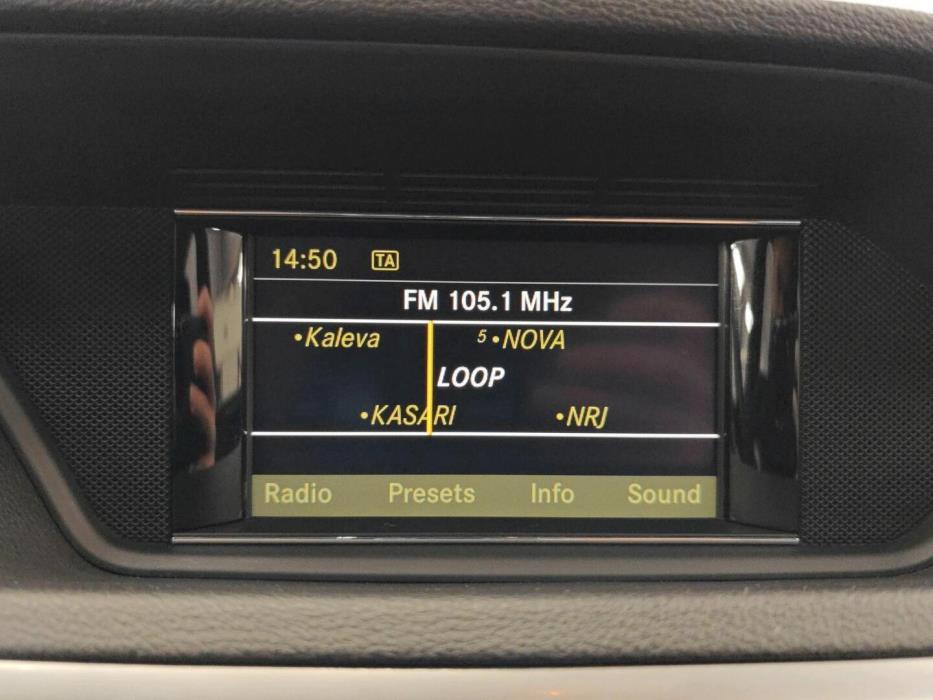 14:50 TA
FM 105.1 MHz
•Kaleva 5•NOVA
LOOP
•KASARI •NRJ
Radio Presets Info Sound